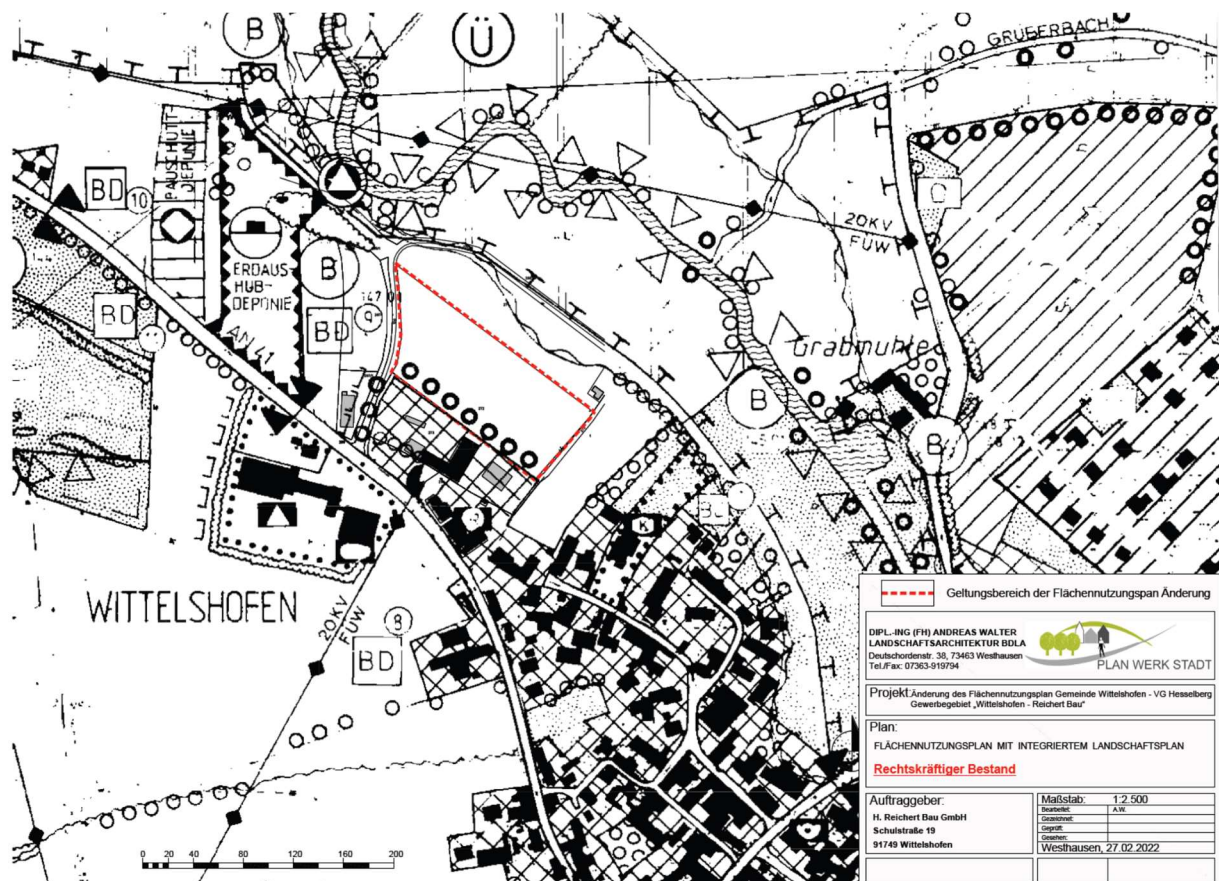 B
Ü
GRUBERBACH
BD
10
BAUSCHUTT-
DEPONIE
ERDAUS-
HUB-
DEPONIE
B
BD
9
BD
AN 41
20KV
FÜW
Grabmühle
B
B
K
WITTELSHOFEN
20KV
FÜW
8
BD
0 20 40 60 80 120 160 200
Geltungsbereich der Flächennutzungspan Änderung
DIPL.-ING (FH) ANDREAS WALTER
LANDSCHAFTSARCHITEKTUR BDLA
Deutschordenstr. 38, 73463 Westhausen
Tel./Fax: 07363-919794
PLAN WERK STADT
Projekt: Änderung des Flächennutzungsplan Gemeinde Wittelshofen - VG Hesselberg
Gewerbegebiet „Wittelshofen - Reichert Bau"
Plan:
FLÄCHENNUTZUNGSPLAN MIT INTEGRIERTEM LANDSCHAFTSPLAN
Rechtskräftiger Bestand
Auftraggeber:
H. Reichert Bau GmbH
Schulstraße 19
91749 Wittelshofen
Maßstab: 1:2.500
Bearbeitet: A.W.
Gezeichnet:
Geprüft:
Gesehen:
Westhausen, 27.02.2022